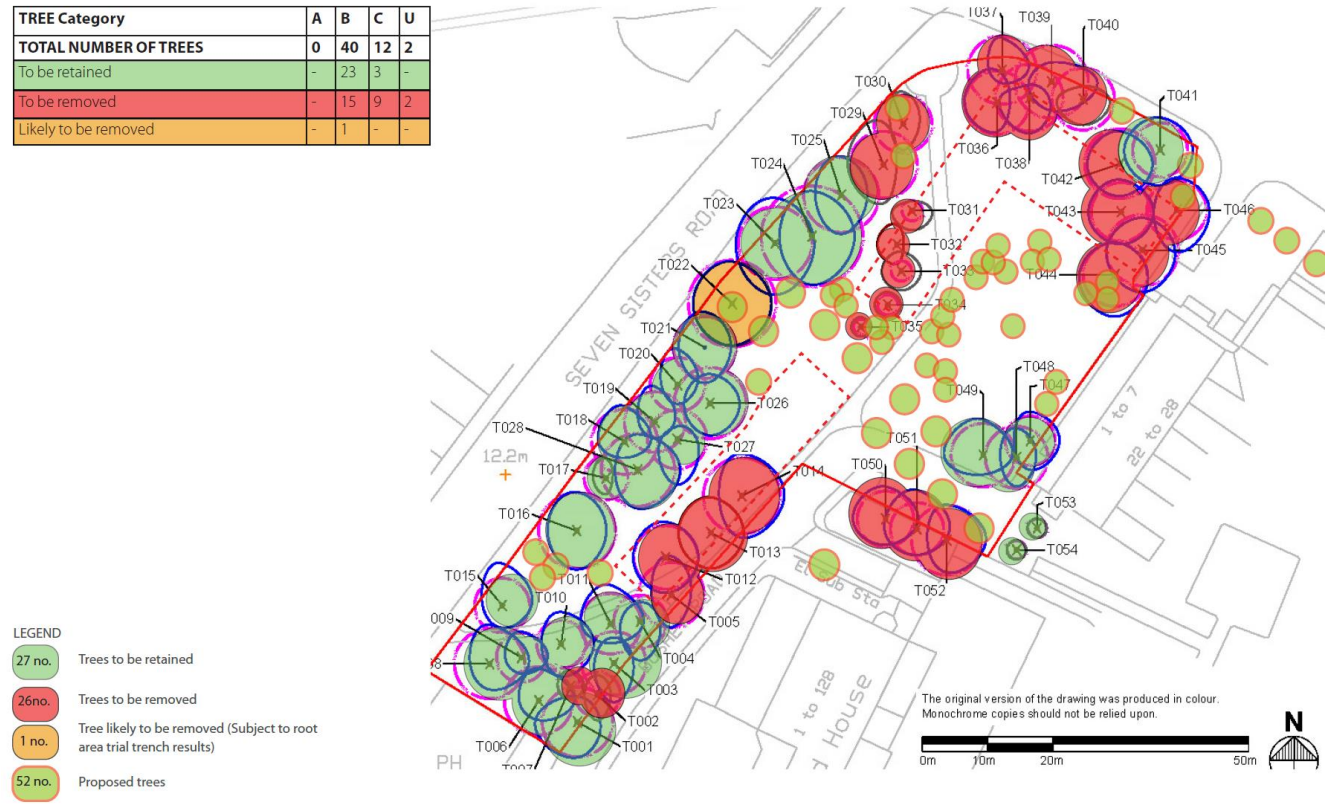 TREE Category A B C U
TOTAL NUMBER OF TREES 0 40 12 2
To be retained - 23 3 -
To be removed - 15 9 2
Likely to be removed - 1 - -
T037
T039
T040
T030
T029
T041
T025
T036
T038
T024
T042
T023
T031
T043
T046
T032
T045
T022
T033
T044
T034
T021
T035
T020
T048
T019
T026
T049
T047
T018
T028
T027
T051
T017
T014
T050
T053
T016
T013
T054
T011
T012
T052
T015
T010
T005
009
T004
8
T003
T002
T006
T001
T007
SEVEN SISTERS ROAD
12.2m
1 to 7
22 to 28
El Sub Sta
1 to 128
HOUSE
PH
LEGEND
27 no. Trees to be retained
26no. Trees to be removed
1 no. Tree likely to be removed (Subject to root
area trial trench results)
52 no. Proposed trees
The original version of the drawing was produced in colour.
Monochrome copies should not be relied upon.
N
0m 10m 20m 50m